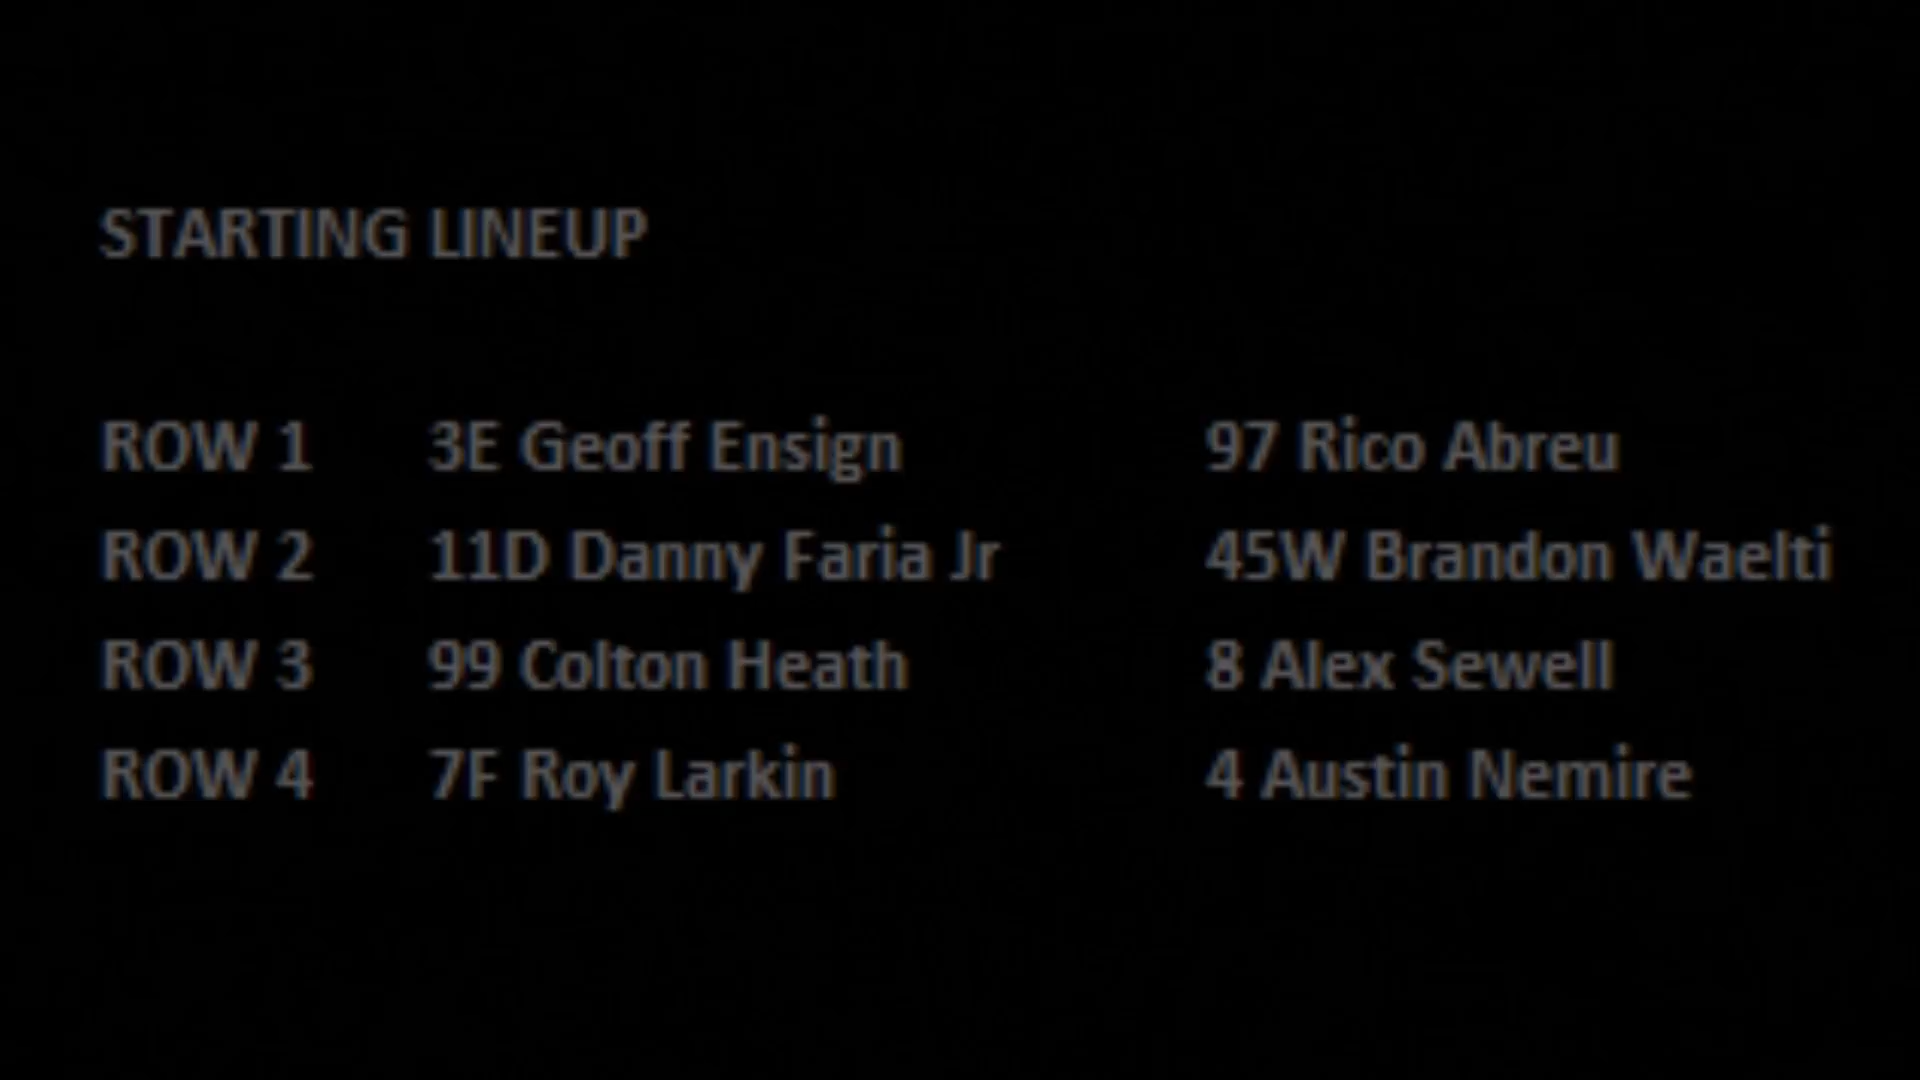 STARTING LINEUP
ROW 1 3E Geoff Ensign 97 Rico Abreu
ROW 2 11D Danny Faria Jr 45W Brandon Waelti
ROW 3 99 Colton Heath 8 Alex Sewell
ROW 4 7F Roy Larkin 4 Austin Nemire